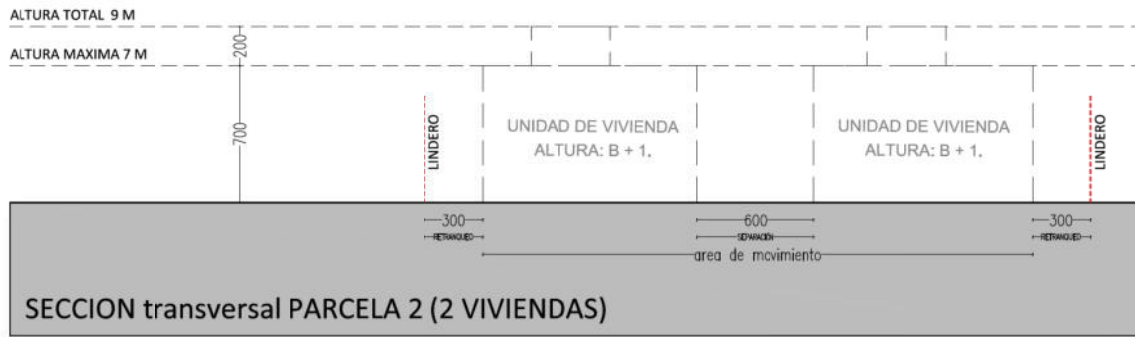 ALTURA TOTAL 9 M
200
ALTURA MAXIMA 7 M
700
LINDERO
UNIDAD DE VIVIENDA
ALTURA: B + 1.
UNIDAD DE VIVIENDA
ALTURA: B + 1.
LINDERO
300
600
300
RETRANQUEO
SEPARACIÓN
RETRANQUEO
area de movimiento
SECCION transversal PARCELA 2 (2 VIVIENDAS)